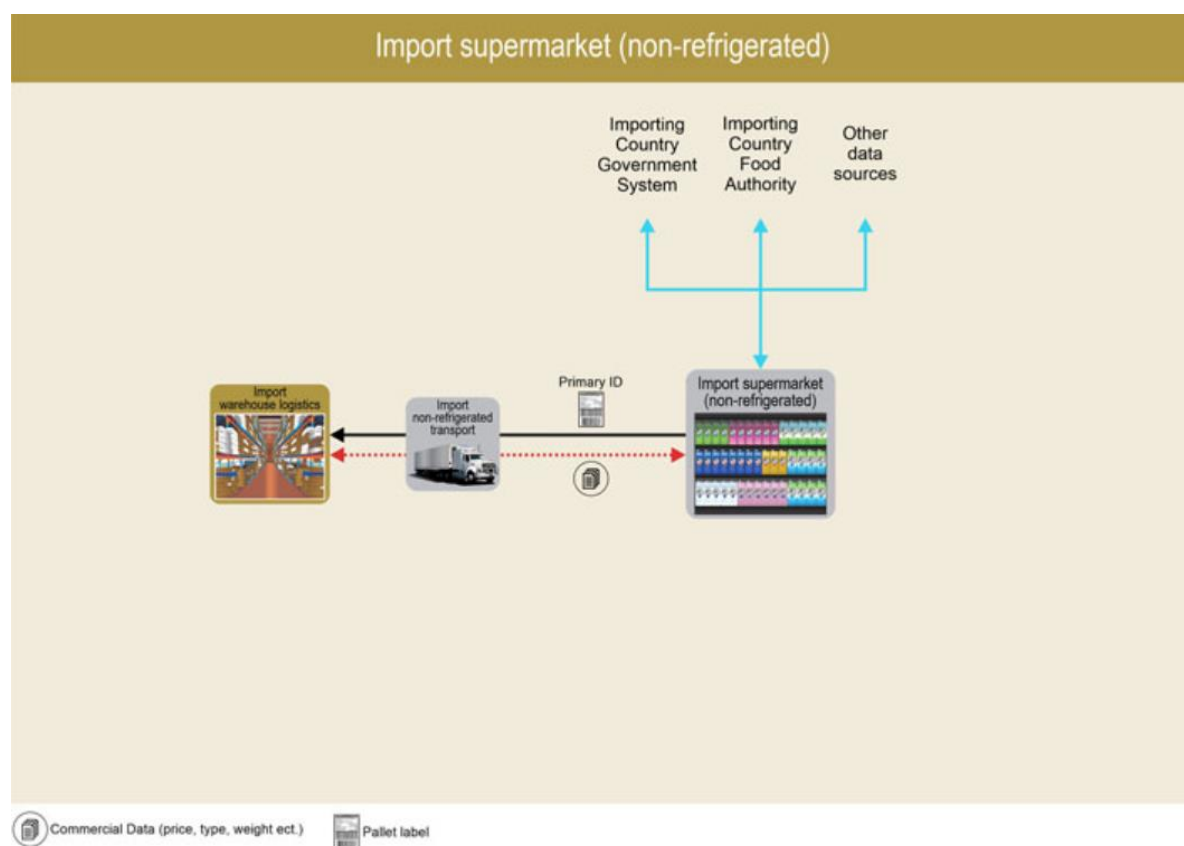 Import supermarket (non-refrigerated)
Importing
Country
Government
System
Importing
Country
Food
Authority
Other
data
sources
Import
warehouse logistics
Import
non-refrigerated
transport
Primary ID
Import supermarket
(non-refrigerated)
Commercial Data (price, type, weight ect.)
Pallet label